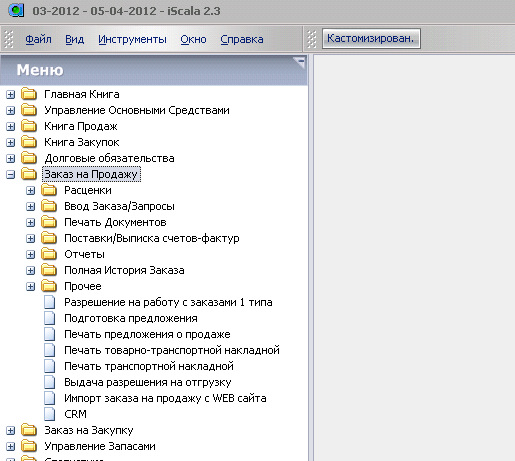 03-2012 - 05-04-2012 - iScala 2.3
Файл Вид Инструменты Окно Справка Кастомизирован.
Меню
Главная Книга
Управление Основными Средствами
Книга Продаж
Книга Закупок
Долговые обязательства
Заказ на Продажу
Расценки
Ввод Заказа/Запросы
Печать Документов
Поставки/Выписка счетов-фактур
Отчеты
Полная История Заказа
Прочее
Разрешение на работу с заказами 1 типа
Подготовка предложения
Печать предложения о продаже
Печать товарно-транспортной накладной
Печать транспортной накладной
Выдача разрешения на отгрузку
Импорт заказа на продажу с WEB сайта
CRM
Заказ на Закупку
Управление Запасами